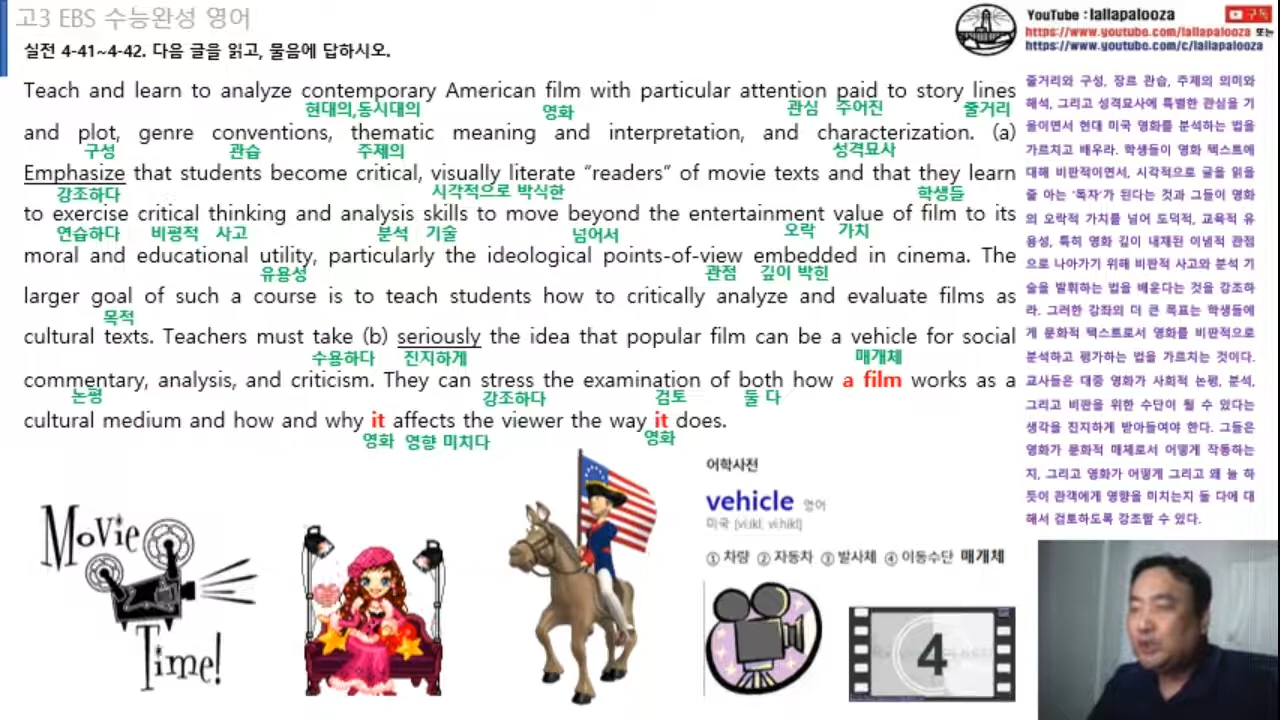 고3 EBS 수능완성 영어
실전 4-41~4-42. 다음 글을 읽고, 물음에 답하시오.
YouTube : lallapalooza
구독
https://www.youtube.com/lallapalooza 또는
https://www.youtube.com/c/lallapalooza
Teach and learn to analyze contemporary American film with particular attention paid to story lines
현대의,동시대의 영화 관심 주어진 줄거리
and plot, genre conventions, thematic meaning and interpretation, and characterization. (a)
구성 관습 주제의 성격묘사
Emphasize that students become critical, visually literate “readers” of movie texts and that they learn
강조하다 시각적으로 박식한 학생들
to exercise critical thinking and analysis skills to move beyond the entertainment value of film to its
연습하다 비평적 사고 분석 기술 넘어서 오락 가치
moral and educational utility, particularly the ideological points-of-view embedded in cinema. The
유용성 관점 깊이 박힌
larger goal of such a course is to teach students how to critically analyze and evaluate films as
목적
cultural texts. Teachers must take (b) seriously the idea that popular film can be a vehicle for social
수용하다 진지하게 매개체
commentary, analysis, and criticism. They can stress the examination of both how a film works as a
논평 강조하다 검토 둘 다
cultural medium and how and why it affects the viewer the way it does.
영화 영향 미치다 영화
줄거리와 구성, 장르 관습, 주제의 의미와
해석, 그리고 성격묘사에 특별한 관심을 기
울이면서 현대 미국 영화를 분석하는 법을
가르치고 배우라. 학생들이 영화 텍스트에
대해 비판적이면서, 시각적으로 글을 읽을
줄 아는 ‘독자’가 된다는 것과 그들이 영화
의 오락적 가치를 넘어 도덕적, 교육적 유
용성, 특히 영화 깊이 내재된 이념적 관점
으로 나아가기 위해 비판적 사고와 분석 기
술을 발휘하는 법을 배운다는 것을 강조하
라. 그러한 강좌의 더 큰 목표는 학생들에
게 문화적 텍스트로서 영화를 비판적으로
분석하고 평가하는 법을 가르치는 것이다.
교사들은 대중 영화가 사회적 논평, 분석,
그리고 비판을 위한 수단이 될 수 있다는
생각을 진지하게 받아들여야 한다. 그들은
영화가 문화적 매체로서 어떻게 작동하는
지, 그리고 영화가 어떻게 그리고 왜 늘 하
듯이 관객에게 영향을 미치는지 둘 다에 대
해서 검토하도록 강조할 수 있다.
Movie
Time!
어학사전
vehicle 영어
미국 [víːikl; víːhikl]
① 차량 ② 자동차 ③ 발사체 ④ 이동수단 매개체
4